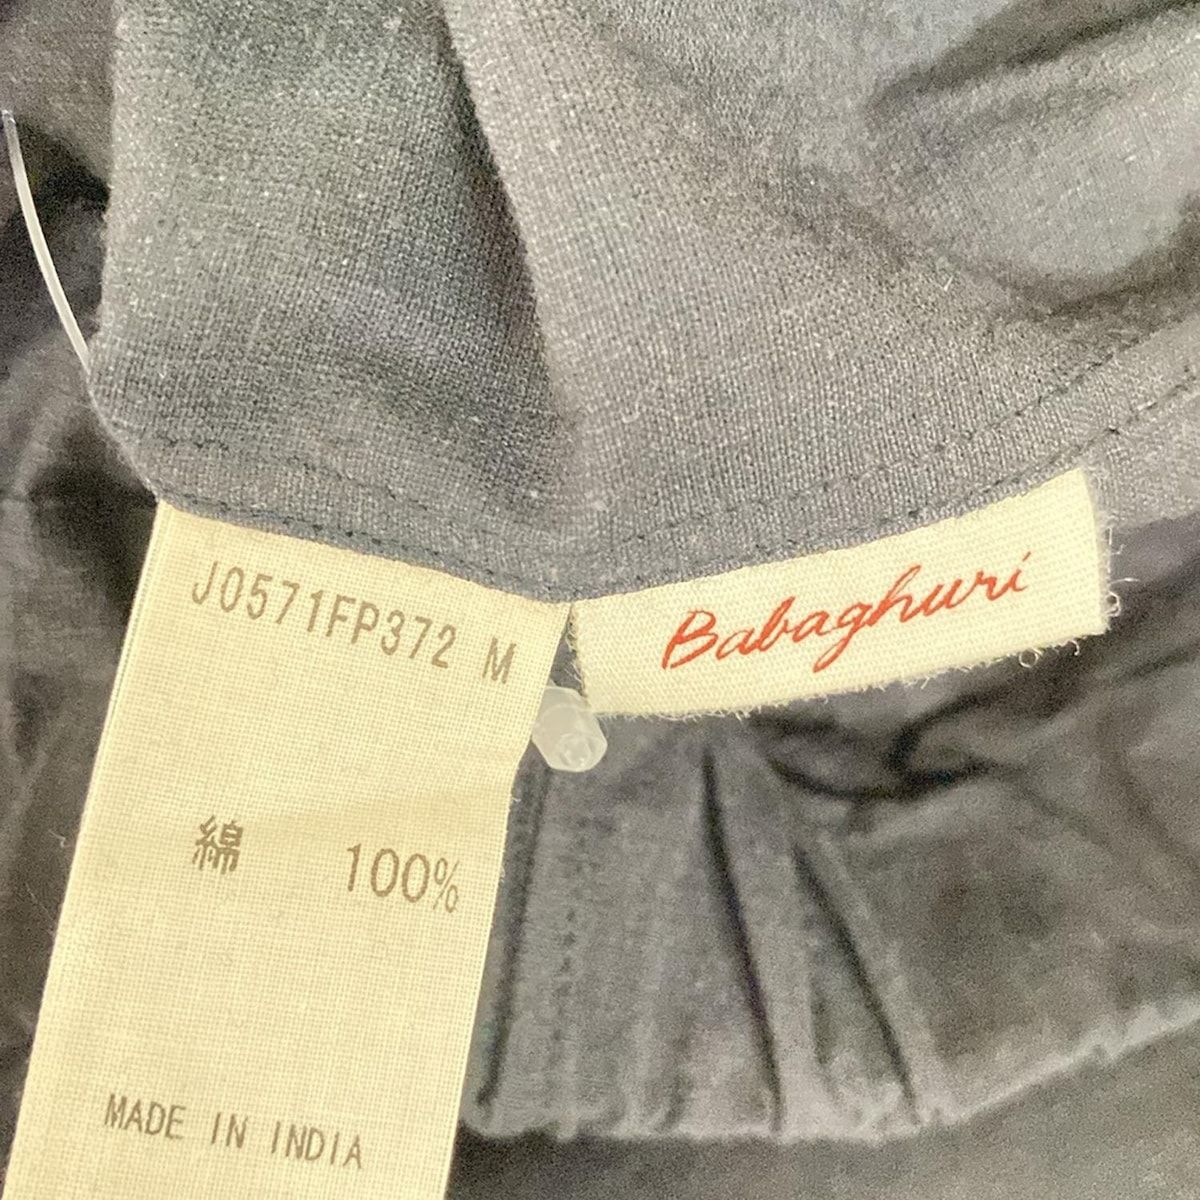 J0571FP372 M
Babaghuri
綿 100%
MADE IN INDIA